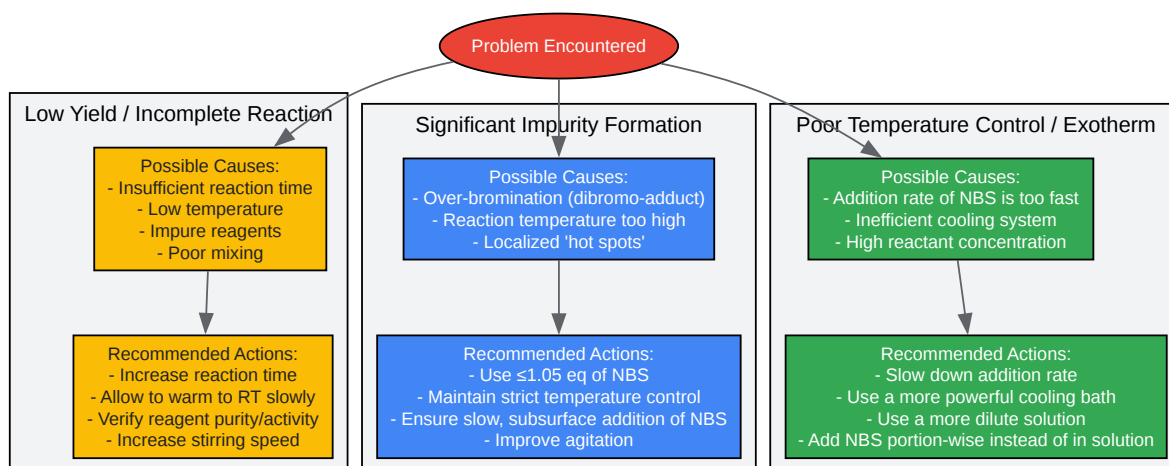 Problem Encountered
Low Yield / Incomplete Reaction
Possible Causes:
- Insufficient reaction time
- Low temperature
- Impure reagents
- Poor mixing
Recommended Actions:
- Increase reaction time
- Allow to warm to RT slowly
- Verify reagent purity/activity
- Increase stirring speed
Significant Impurity Formation
Possible Causes:
- Over-bromination (dibromo-adduct)
- Reaction temperature too high
- Localized 'hot spots'
Recommended Actions:
- Use ≤1.05 eq of NBS
- Maintain strict temperature control
- Ensure slow, subsurface addition of NBS
- Improve agitation
Poor Temperature Control / Exotherm
Possible Causes:
- Addition rate of NBS is too fast
- Inefficient cooling system
- High reactant concentration
Recommended Actions:
- Slow down addition rate
- Use a more powerful cooling bath
- Use a more dilute solution
- Add NBS portion-wise instead of in solution